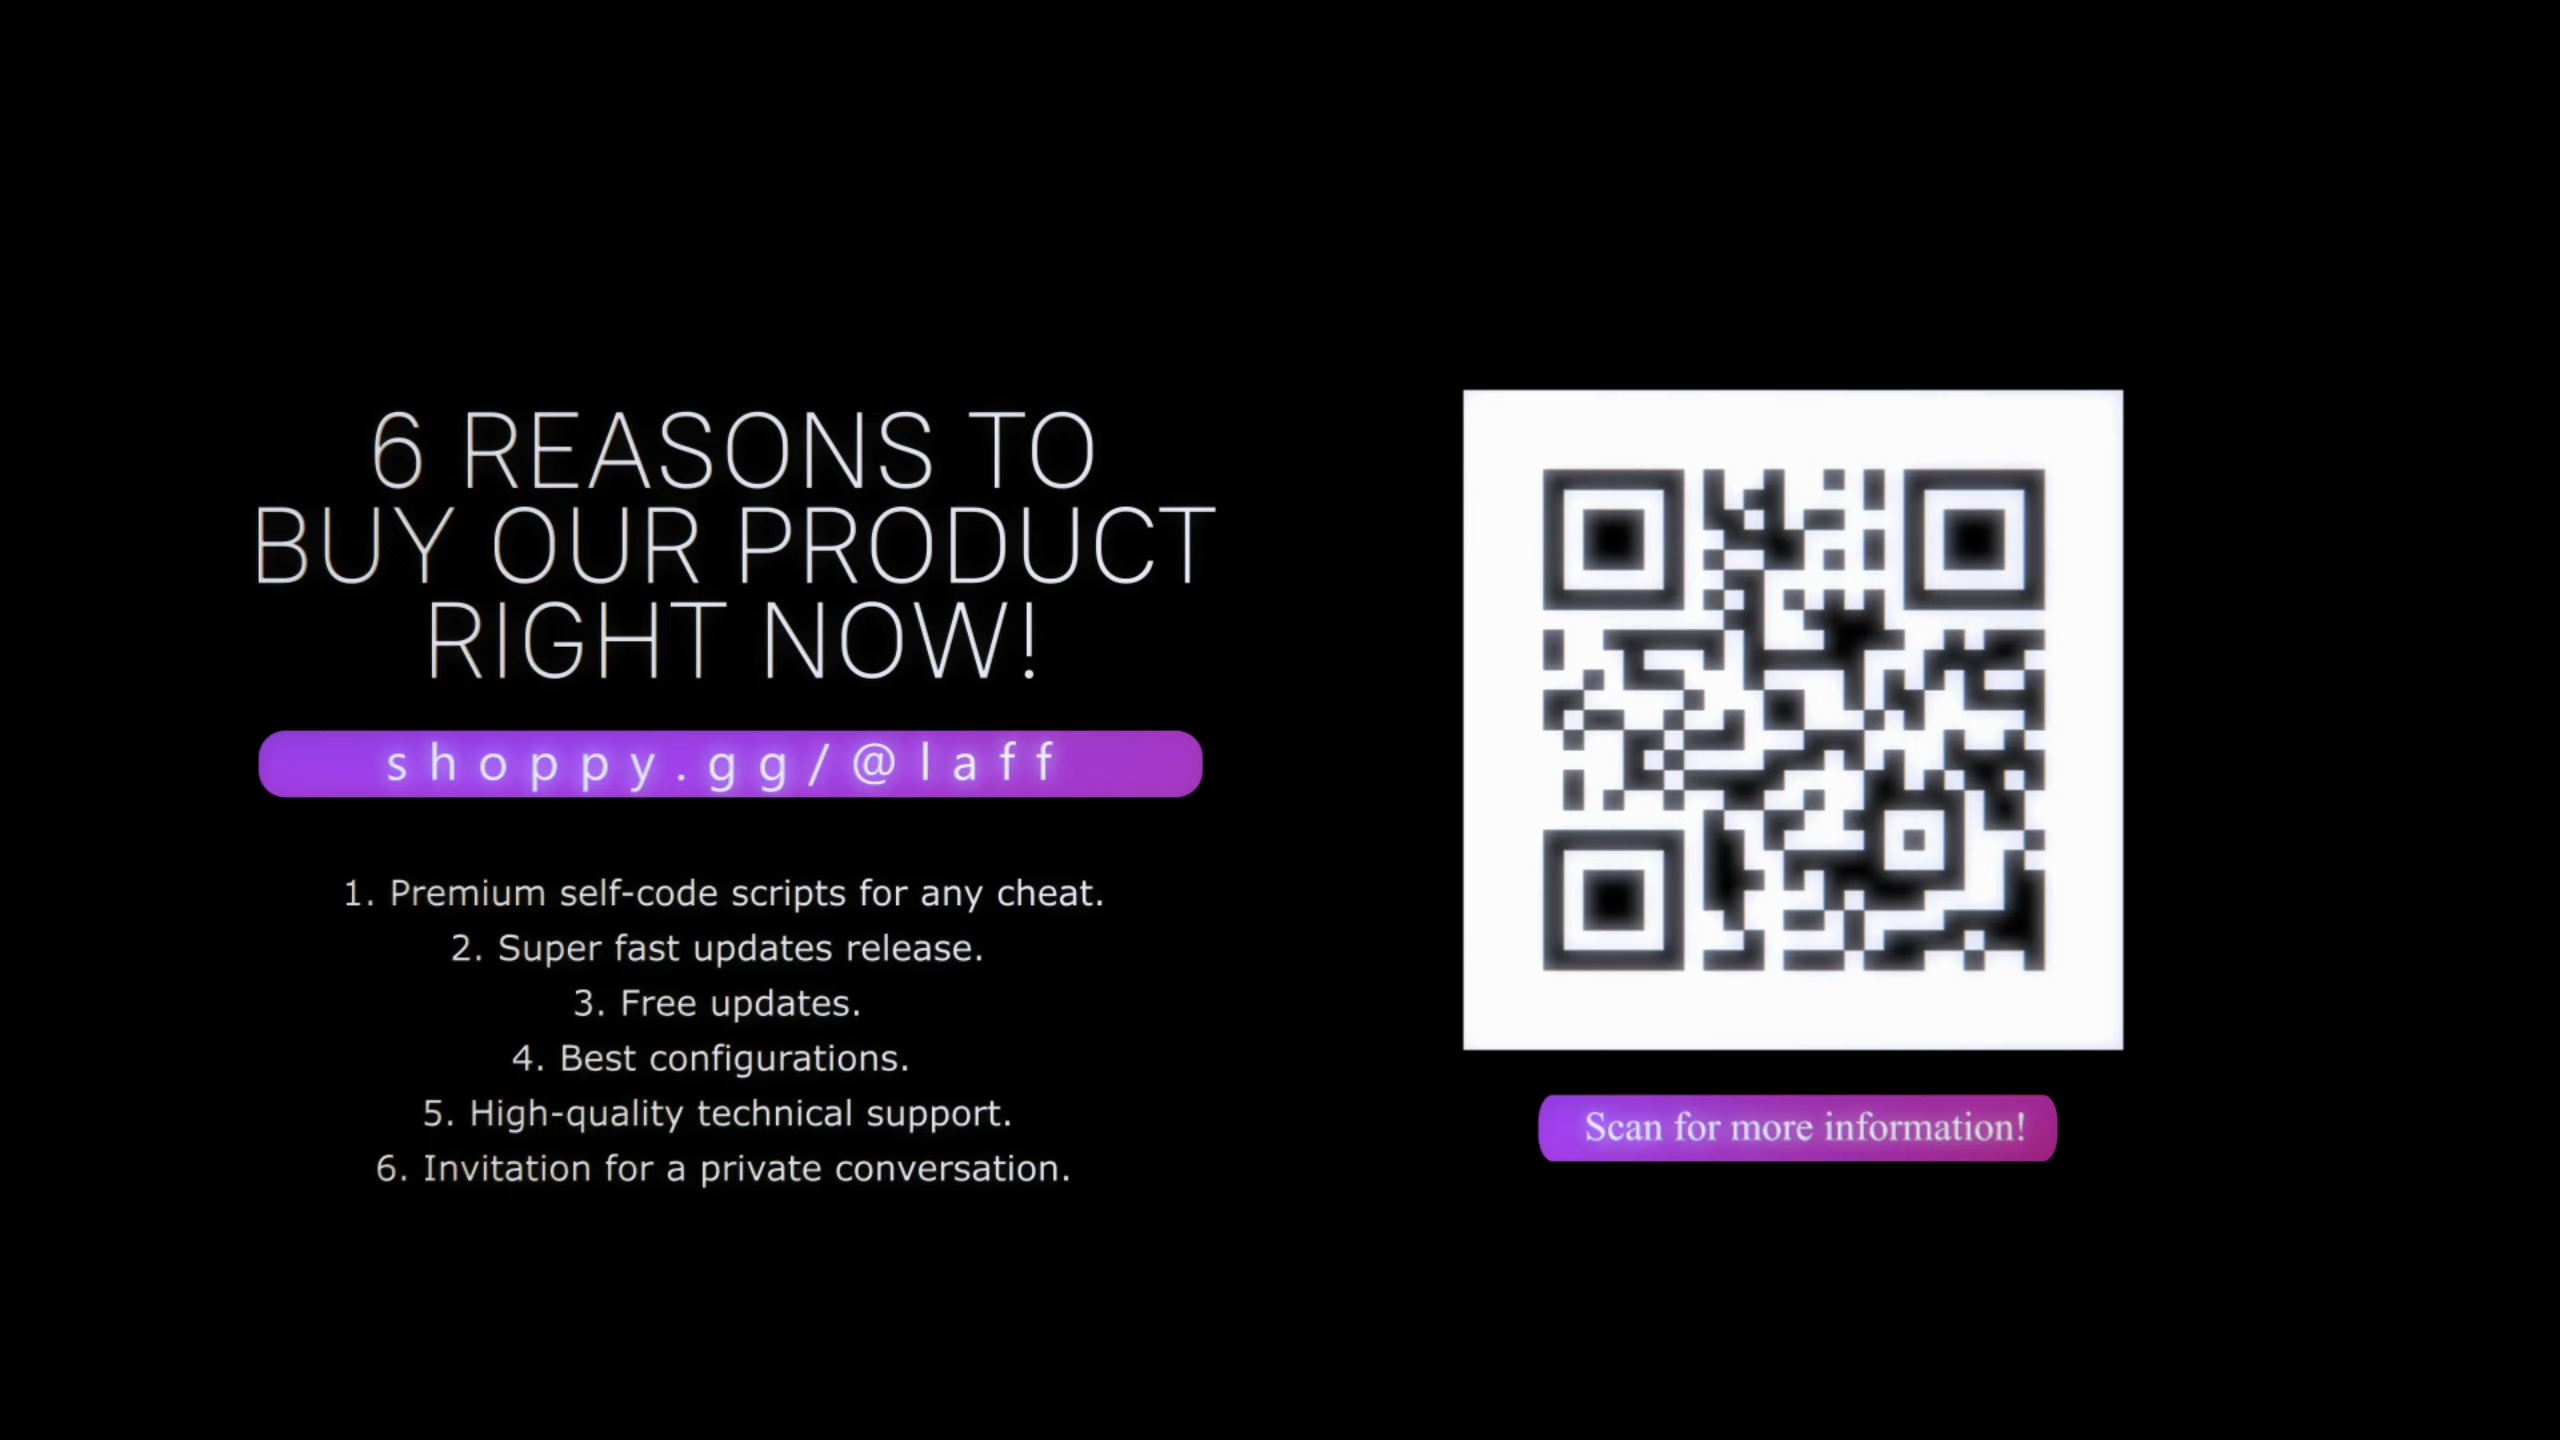 6 REASONS TO
BUY OUR PRODUCT
RIGHT NOW!
shoppy.gg/@laff
1. Premium self-code scripts for any cheat.
2. Super fast updates release.
3. Free updates.
4. Best configurations.
5. High-quality technical support.
6. Invitation for a private conversation.
Scan for more information!